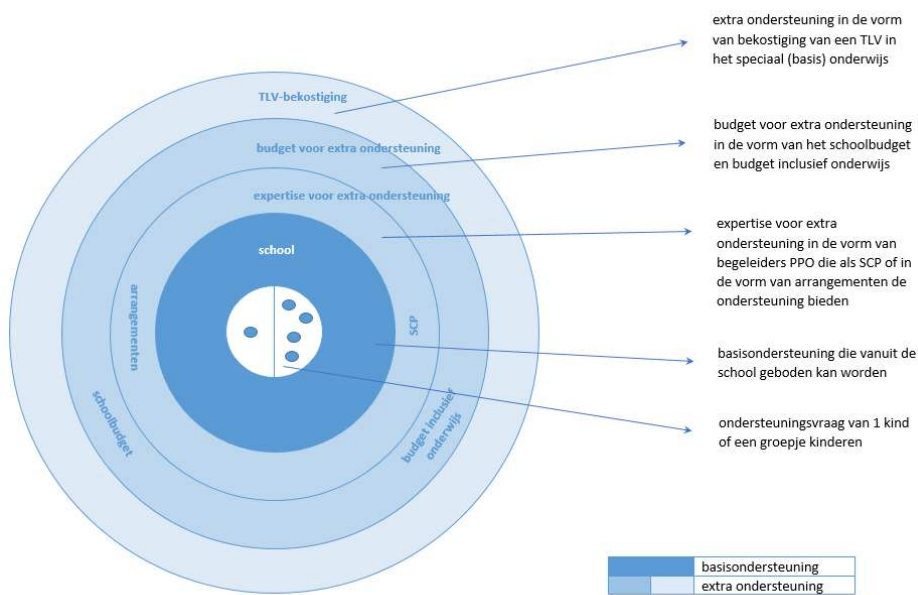 extra ondersteuning in de vorm
van bekostiging van een TLV in
het speciaal (basis) onderwijs
TLV-bekostiging
budget voor extra ondersteuning
in de vorm van het schoolbudget
en budget inclusief onderwijs
budget voor extra ondersteuning
expertise voor extra ondersteuning
expertise voor extra
ondersteuning in de vorm van
begeleiders PPO die als SCP of in
de vorm van arrangementen de
ondersteuning bieden
school
arrangementen
SCP
basisondersteuning die vanuit de
school geboden kan worden
schoolbudget
budget inclusief
onderwijs
ondersteuningsvraag van 1 kind
of een groepje kinderen
basisondersteuning
extra ondersteuning